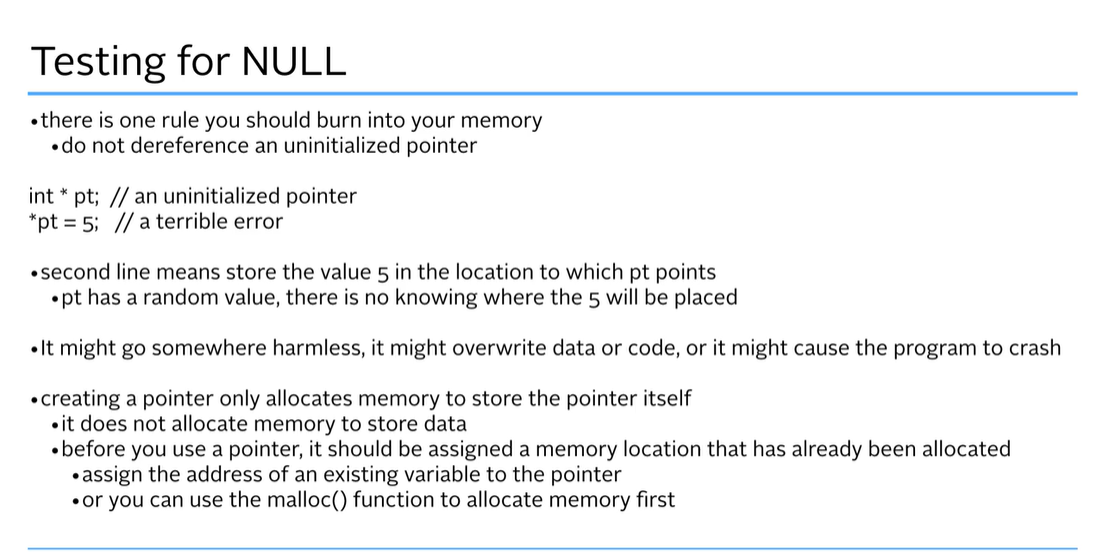 Testing for NULL
•there is one rule you should burn into your memory
•do not dereference an uninitialized pointer
int * pt;  // an uninitialized pointer
*pt = 5;   // a terrible error
•second line means store the value 5 in the location to which pt points
•pt has a random value, there is no knowing where the 5 will be placed
•It might go somewhere harmless, it might overwrite data or code, or it might cause the program to crash
•creating a pointer only allocates memory to store the pointer itself
•it does not allocate memory to store data
•before you use a pointer, it should be assigned a memory location that has already been allocated
•assign the address of an existing variable to the pointer
•or you can use the malloc() function to allocate memory first